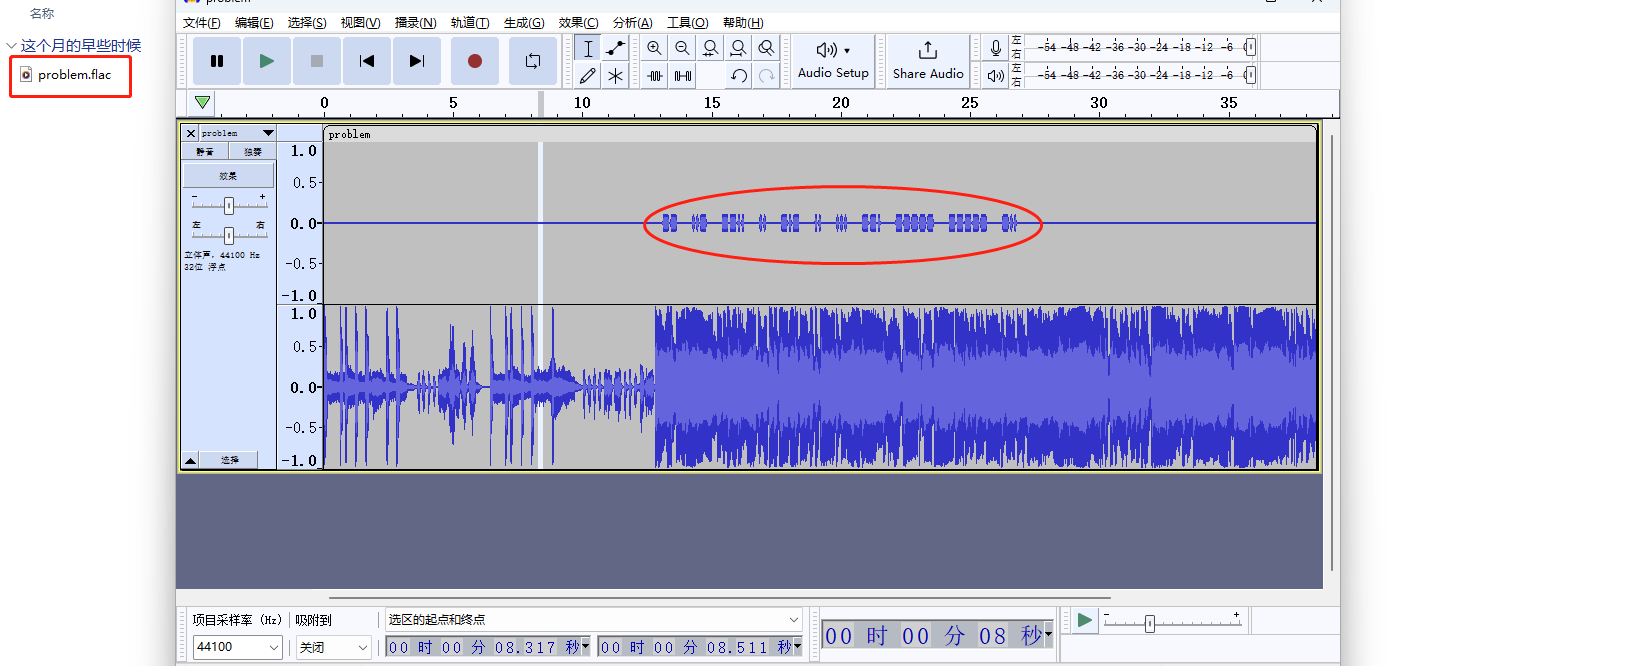 名称
这个月的早些时候
problem.flac
problem
文件(F) 编辑(E) 选择(S) 视图(V) 播录(N) 轨道(T) 生成(G) 效果(C) 分析(A) 工具(O) 帮助(H)
Audio Setup
Share Audio
左
右
-54 -48 -42 -36 -30 -24 -18 -12 -6 0
左
右
-54 -48 -42 -36 -30 -24 -18 -12 -6 0
0 5 10 15 20 25 30 35
problem
problem
静音 独奏
效果
- +
左 右
立体声, 44100 Hz
32位 浮点
选择
1.0
0.5-
0.0-
-0.5-
-1.0
1.0
0.5-
0.0-
-0.5-
-1.0
项目采样率 (Hz) 吸附到 选区的起点和终点
44100 关闭 00 时 00 分 08.317 秒 00 时 00 分 08.511 秒
00 时 00 分 08 秒
- +